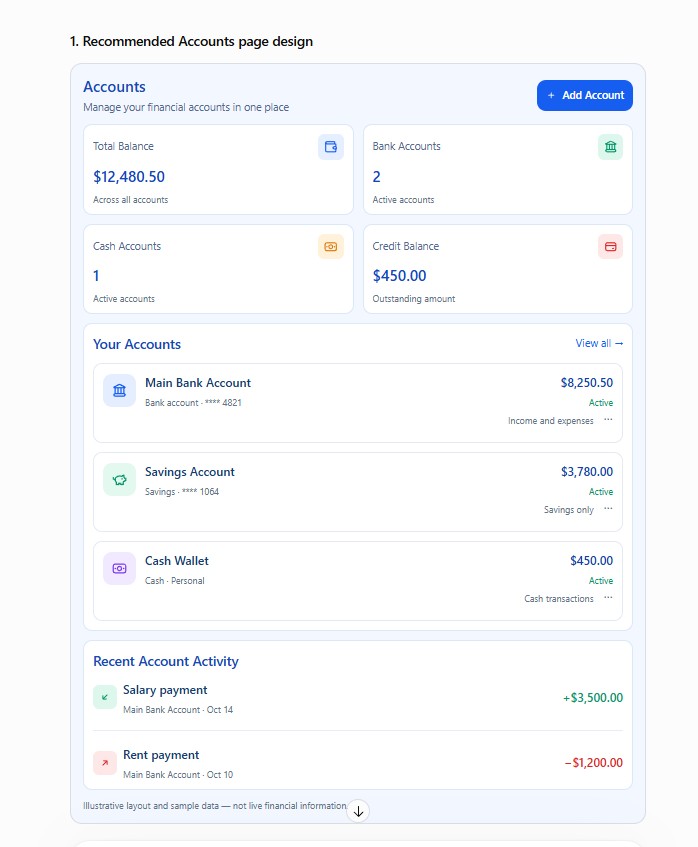 1. Recommended Accounts page design
Accounts
Manage your financial accounts in one place
+ Add Account
Total Balance
$12,480.50
Across all accounts
Bank Accounts
2
Active accounts
Cash Accounts
1
Active accounts
Credit Balance
$450.00
Outstanding amount
Your Accounts
View all →
Main Bank Account
Bank account · **** 4821
$8,250.50
Active
Income and expenses ···
Savings Account
Savings · **** 1064
$3,780.00
Active
Savings only ···
Cash Wallet
Cash · Personal
$450.00
Active
Cash transactions ···
Recent Account Activity
Salary payment
Main Bank Account · Oct 14
+$3,500.00
Rent payment
Main Bank Account · Oct 10
−$1,200.00
Illustrative layout and sample data — not live financial information.